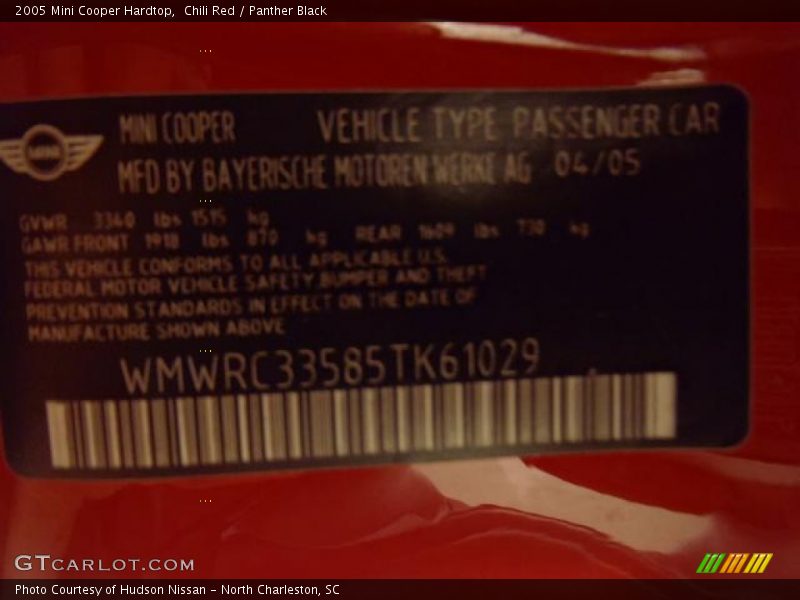 2005 Mini Cooper Hardtop,  Chili Red / Panther Black
MINI COOPER VEHICLE TYPE PASSENGER CAR
MFD BY BAYERISCHE MOTOREN WERKE AG 04/05
GVWR 3340 lbs 1515 kg
GAWR FRONT 1918 lbs 870 kg REAR 1609 lbs 730 kg
THIS VEHICLE CONFORMS TO ALL APPLICABLE U.S.
FEDERAL MOTOR VEHICLE SAFETY BUMPER AND THEFT
PREVENTION STANDARDS IN EFFECT ON THE DATE OF
MANUFACTURE SHOWN ABOVE
WMWRC33585TK61029
GTCARLOT.COM
Photo Courtesy of Hudson Nissan - North Charleston, SC